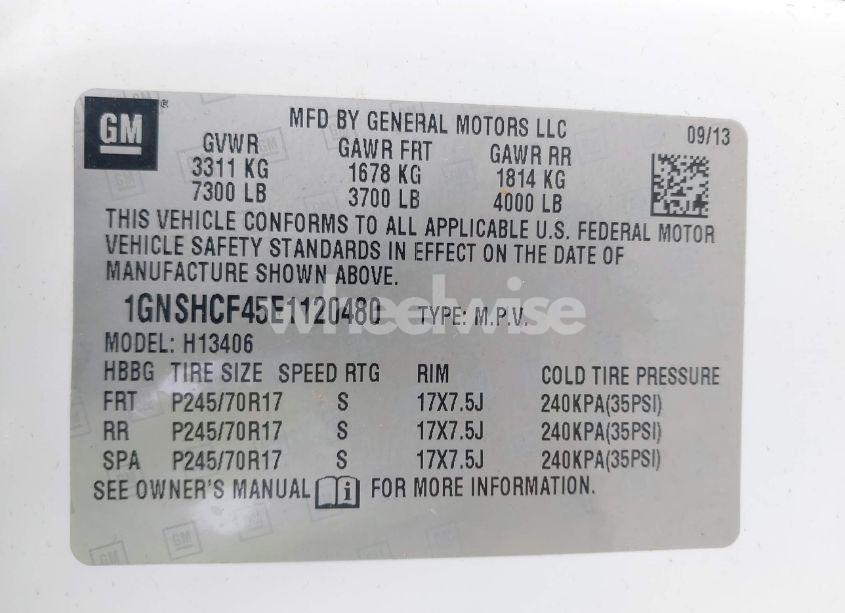 GM
MFD BY GENERAL MOTORS LLC 09/13
GVWR GAWR FRT GAWR RR
3311 KG 1678 KG 1814 KG
7300 LB 3700 LB 4000 LB
THIS VEHICLE CONFORMS TO ALL APPLICABLE U.S. FEDERAL MOTOR
VEHICLE SAFETY STANDARDS IN EFFECT ON THE DATE OF
MANUFACTURE SHOWN ABOVE.
1GNSHCF45E1120480 TYPE: M.P.V.
wheelwise
MODEL: H13406
HBBG TIRE SIZE SPEED RTG RIM COLD TIRE PRESSURE
FRT P245/70R17 S 17X7.5J 240KPA(35PSI)
RR P245/70R17 S 17X7.5J 240KPA(35PSI)
SPA P245/70R17 S 17X7.5J 240KPA(35PSI)
SEE OWNER'S MANUAL i FOR MORE INFORMATION.